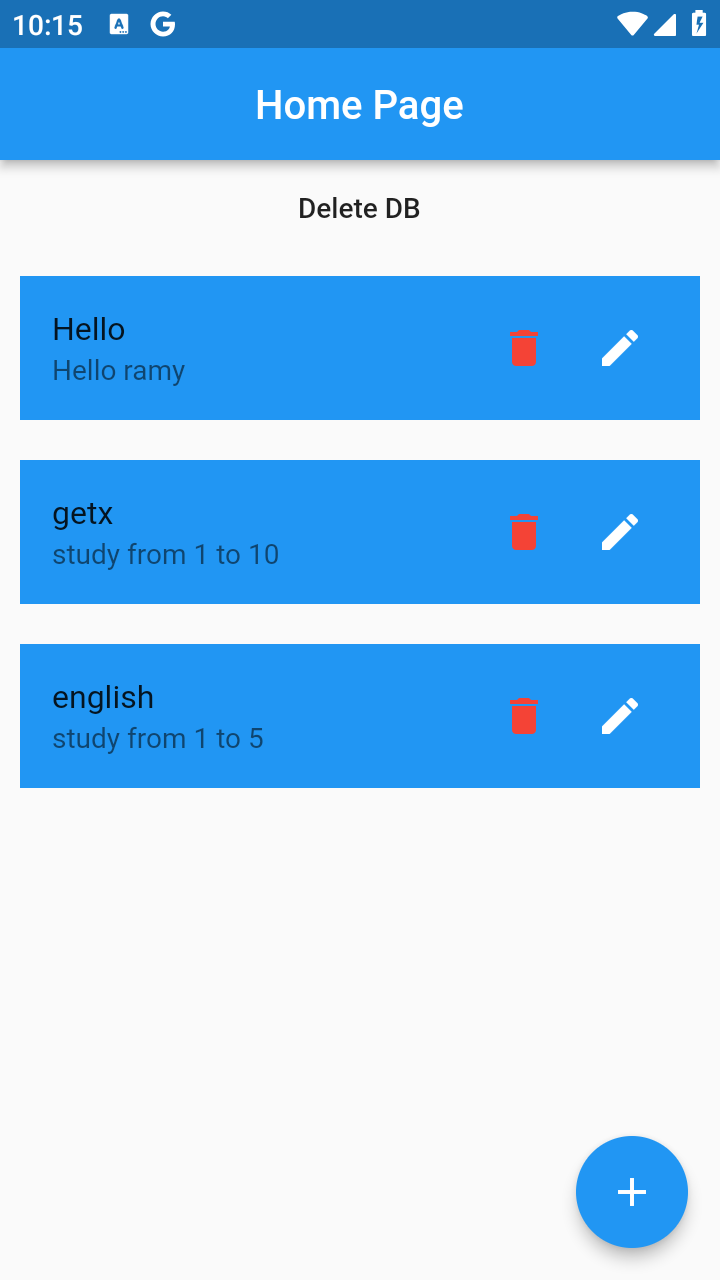 10:15
Home Page
Delete DB
Hello
Hello ramy
getx
study from 1 to 10
english
study from 1 to 5